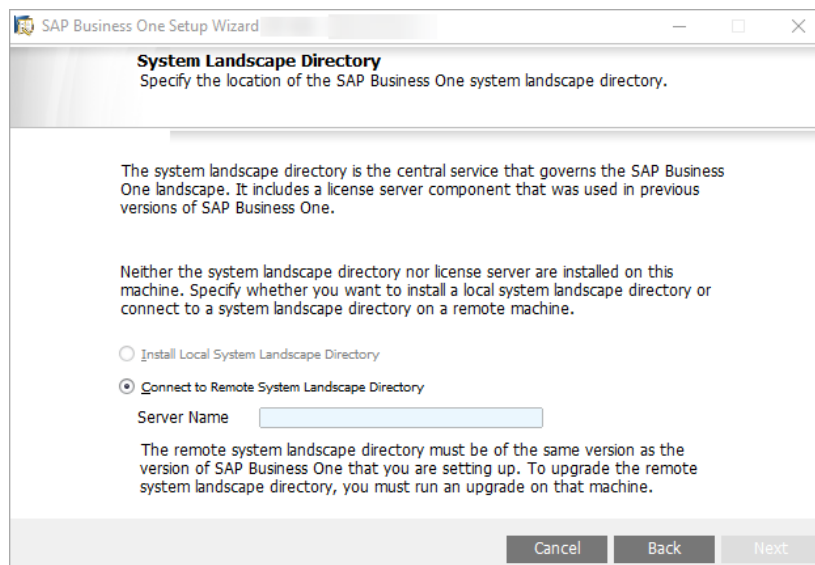 SAP Business One Setup Wizard
System Landscape Directory
Specify the location of the SAP Business One system landscape directory.
The system landscape directory is the central service that governs the SAP Business
One landscape. It includes a license server component that was used in previous
versions of SAP Business One.
Neither the system landscape directory nor license server are installed on this
machine. Specify whether you want to install a local system landscape directory or
connect to a system landscape directory on a remote machine.
Install Local System Landscape Directory
Connect to Remote System Landscape Directory
Server Name
The remote system landscape directory must be of the same version as the
version of SAP Business One that you are setting up. To upgrade the remote
system landscape directory, you must run an upgrade on that machine.
Cancel Back Next